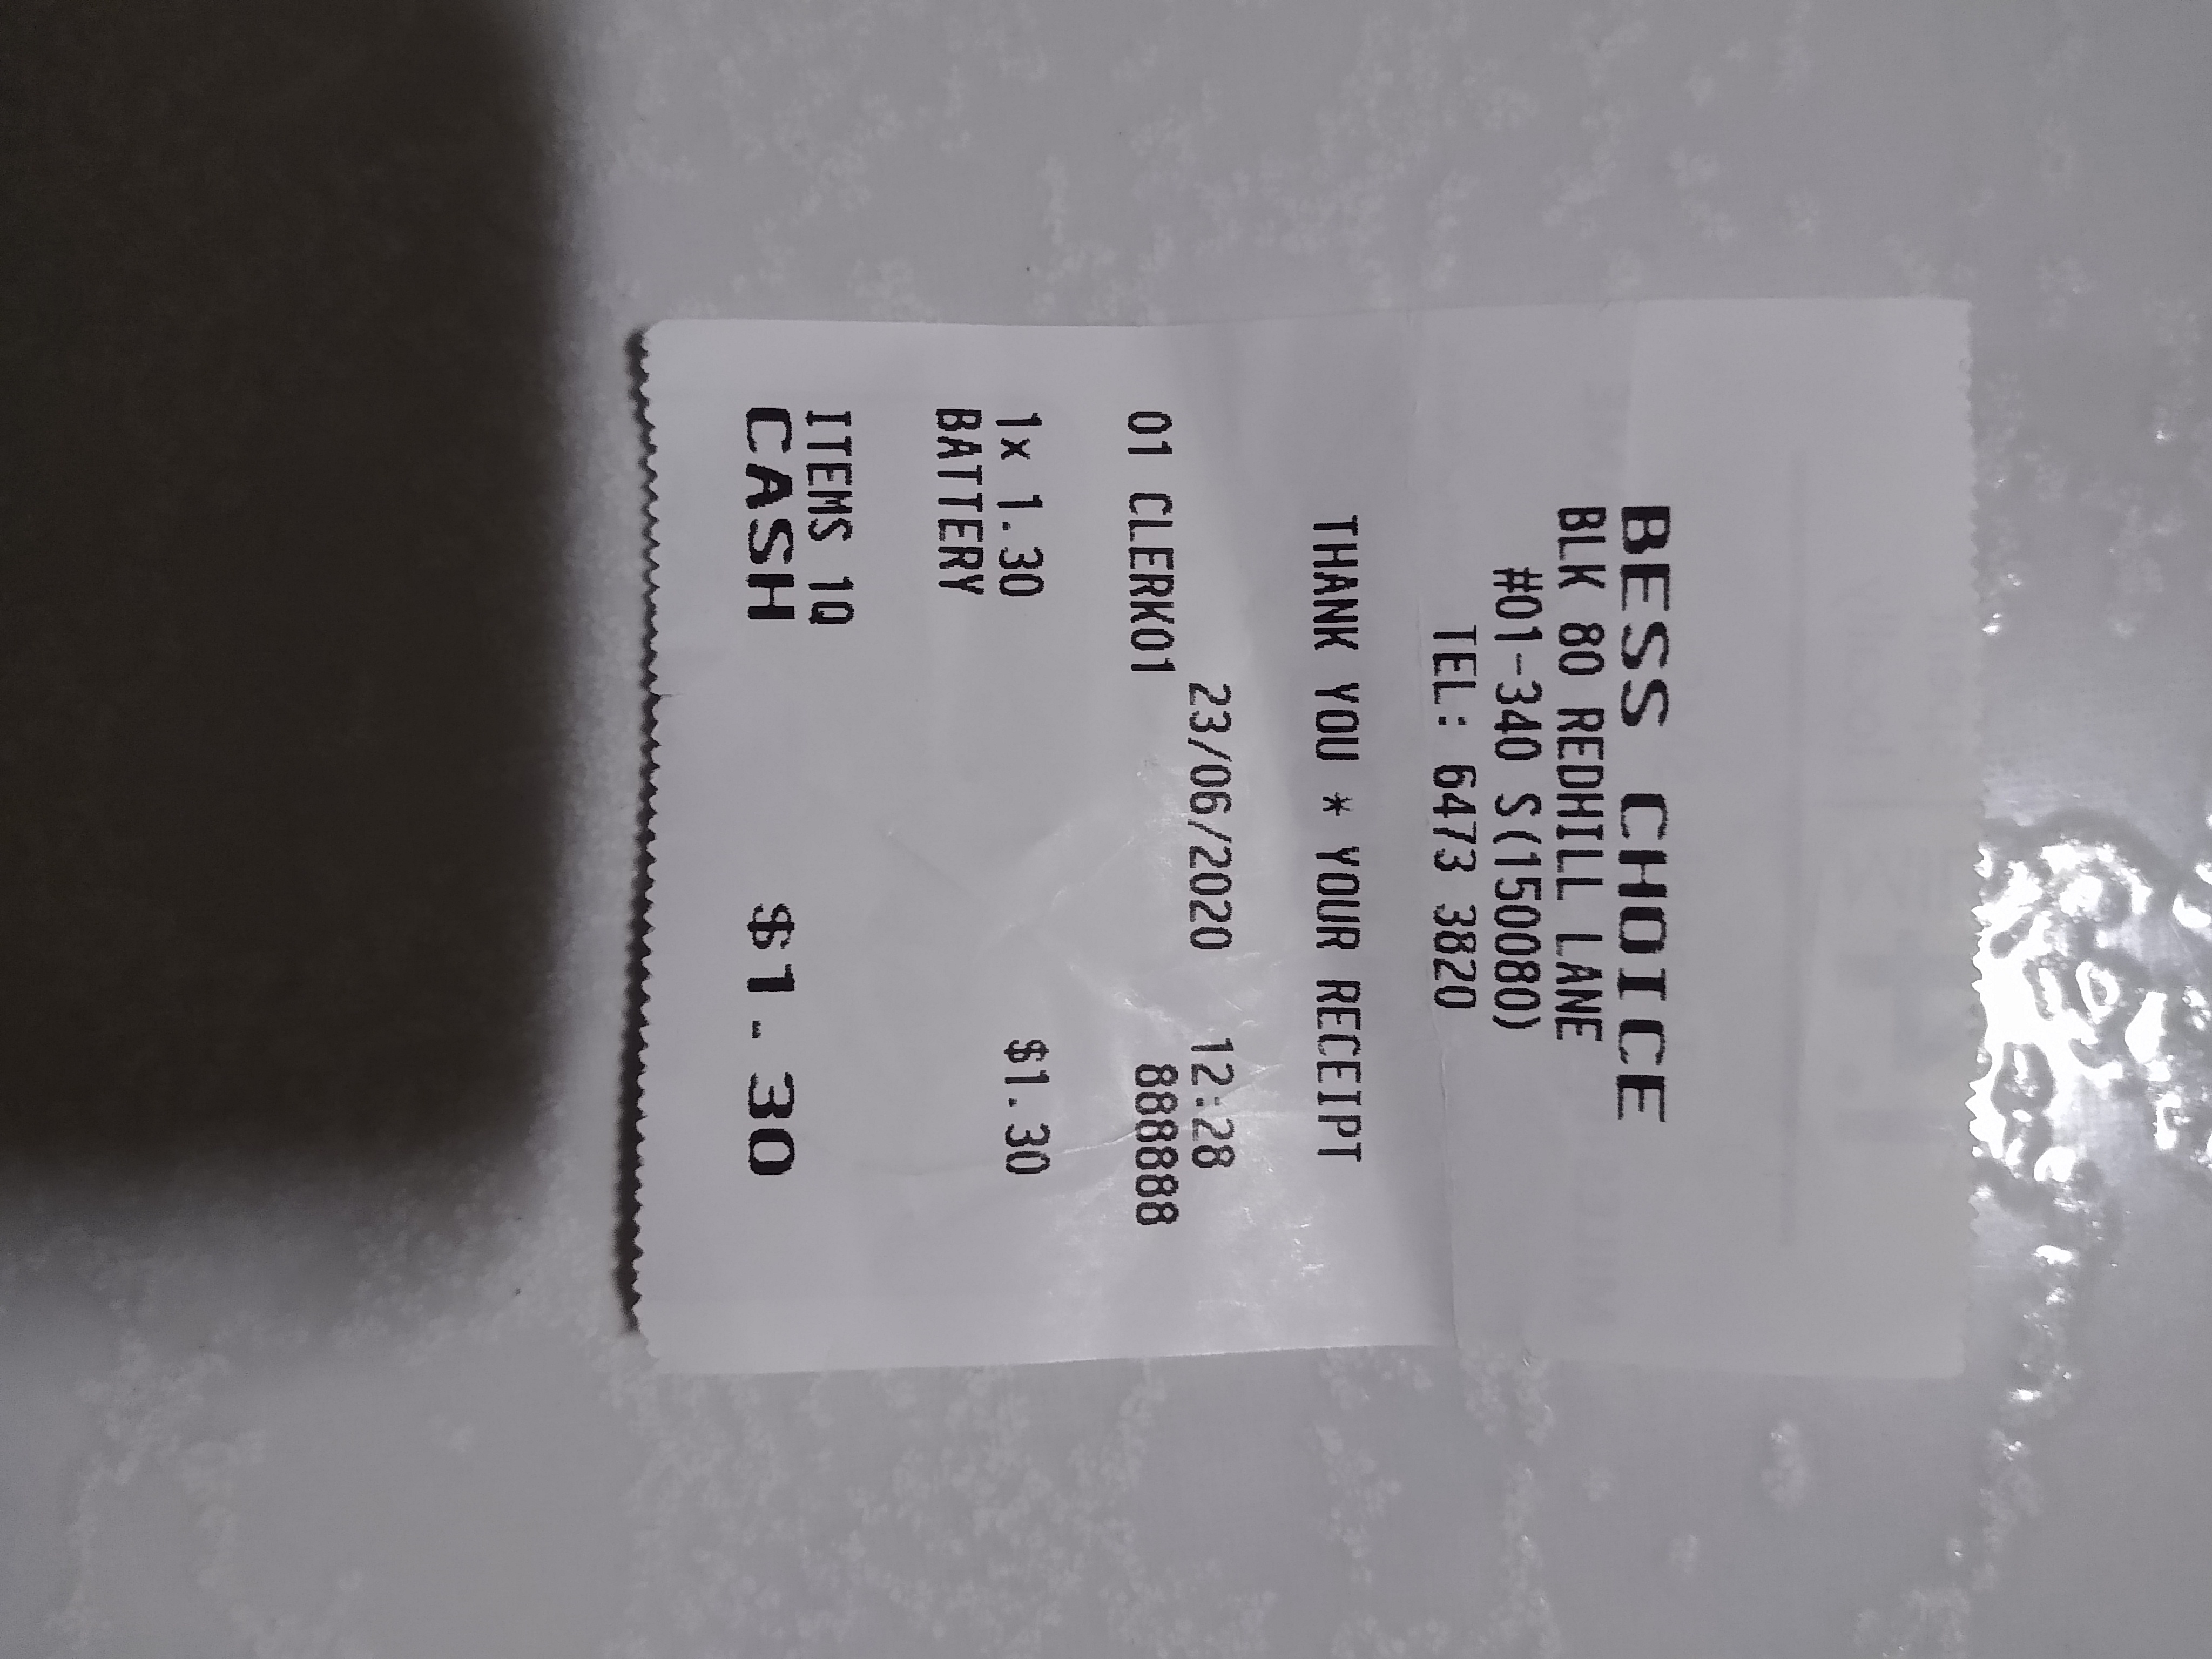 BESS CHOICE
BLK 80 REDHILL LANE
#01-340 S(150080)
TEL: 6473 3820
THANK YOU * YOUR RECEIPT
23/06/2020 12:28
01 CLERK01 888888
1x 1.30 $1.30
BATTERY
ITEMS 1Q
CASH $1.30